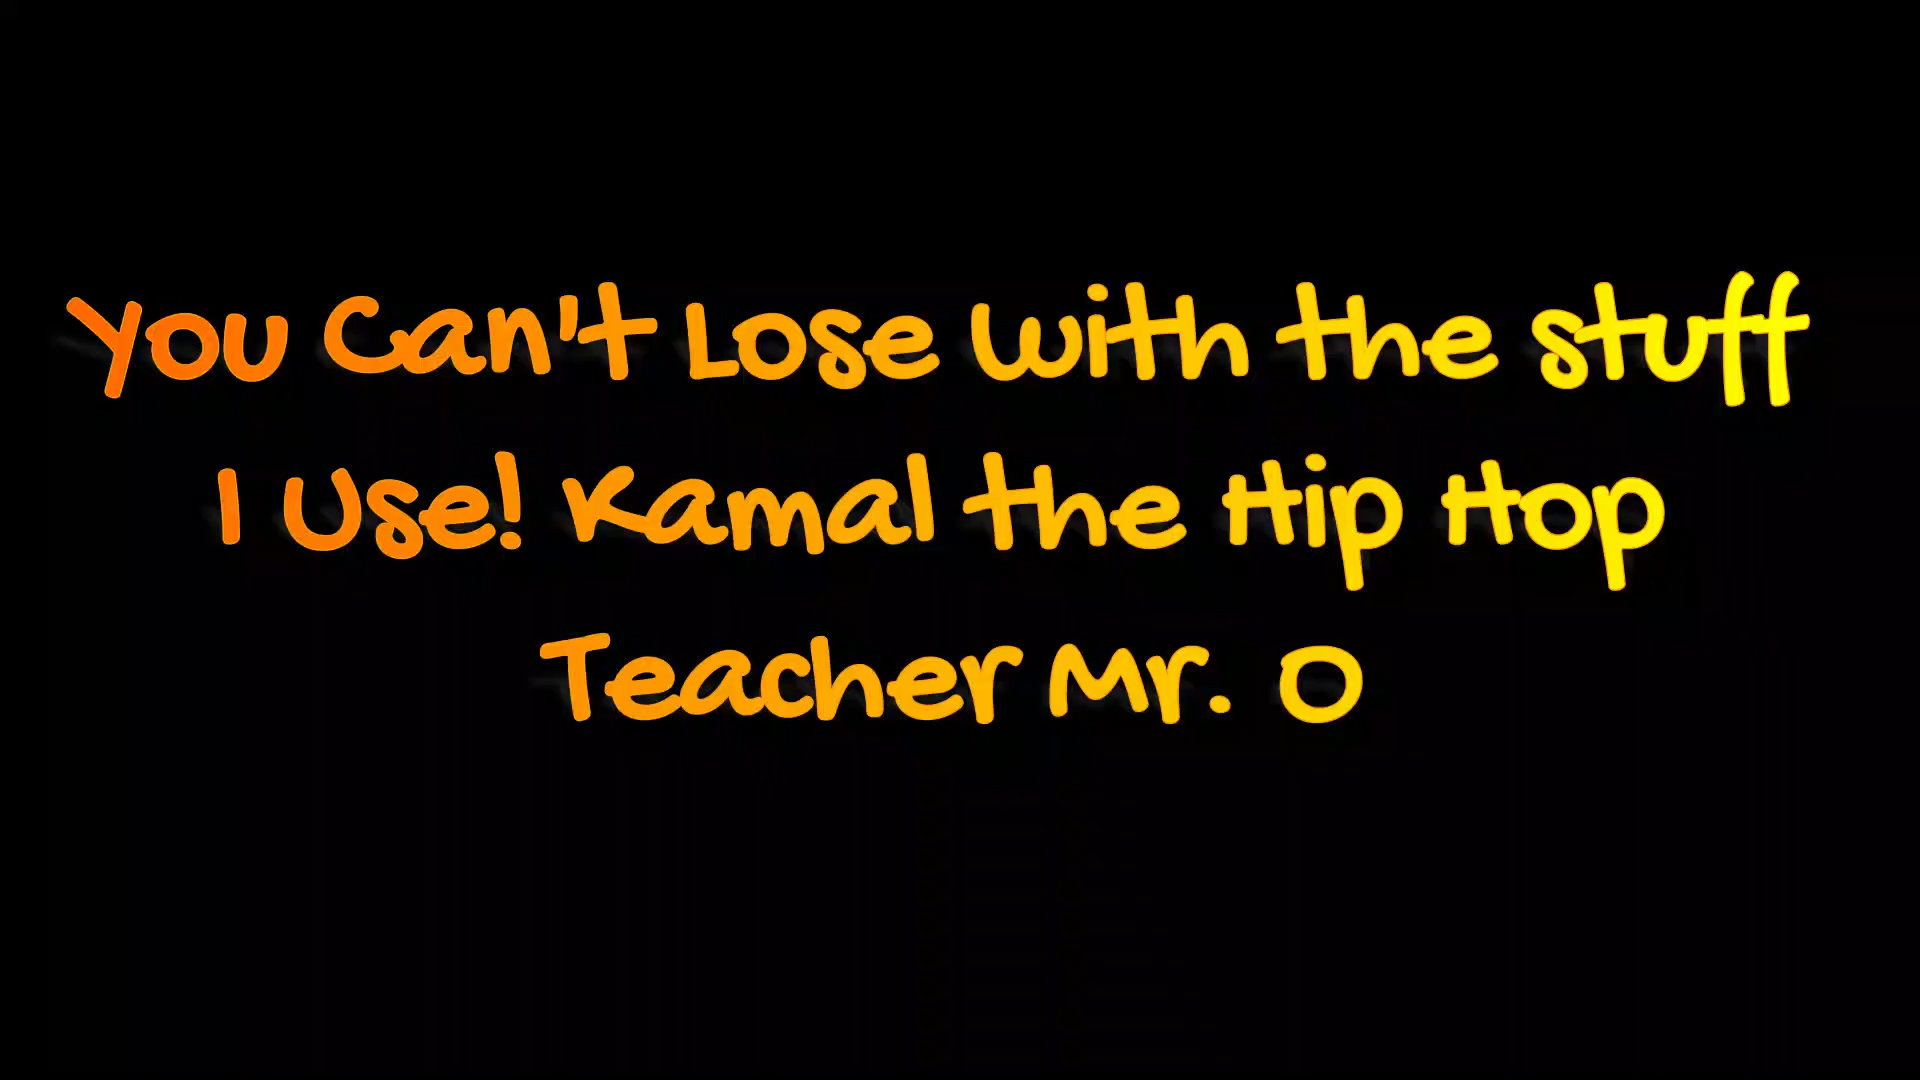 You Can't Lose with the stuff
I Use! Kamal the Hip Hop
Teacher Mr. O